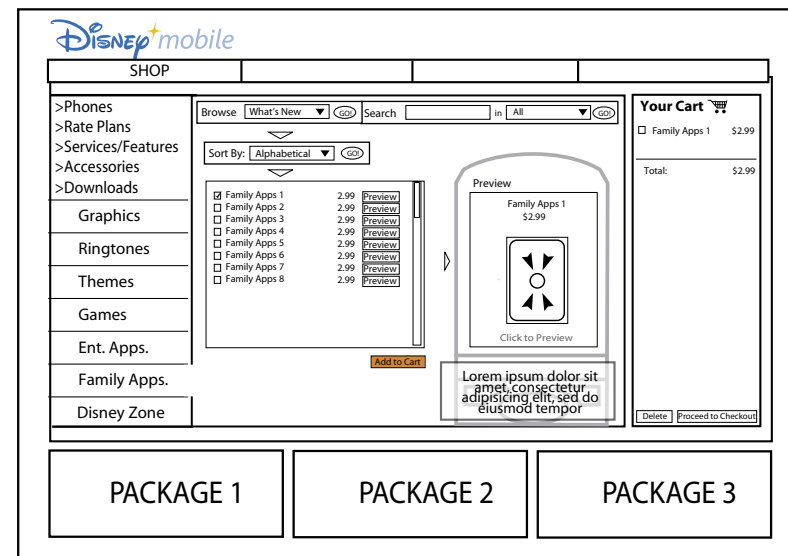 Disney mobile
SHOP
>Phones
>Rate Plans
>Services/Features
>Accessories
>Downloads
Graphics
Ringtones
Themes
Games
Ent. Apps.
Family Apps.
Disney Zone
Browse What's New GO! Search in All GO!
Sort By: Alphabetical GO!
Family Apps 1 2.99 Preview
Family Apps 2 2.99 Preview
Family Apps 3 2.99 Preview
Family Apps 4 2.99 Preview
Family Apps 5 2.99 Preview
Family Apps 6 2.99 Preview
Family Apps 7 2.99 Preview
Family Apps 8 2.99 Preview
Add to Cart
Preview
Family Apps 1
$2.99
Click to Preview
Lorem ipsum dolor sit
amet, consectetur
adipisicing elit, sed do
eiusmod tempor
Your Cart
Family Apps 1 $2.99
Total: $2.99
Delete Proceed to Checkout
PACKAGE 1
PACKAGE 2
PACKAGE 3